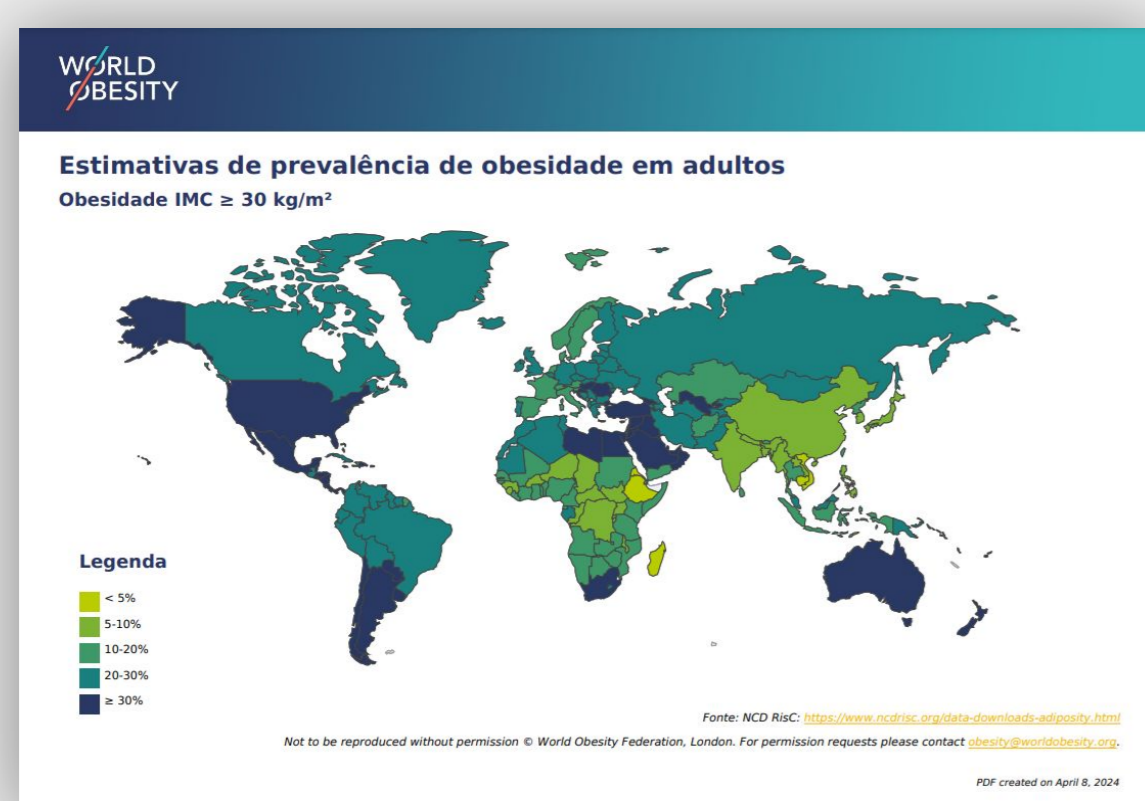 WORLD
OBESITY
Estimativas de prevalência de obesidade em adultos
Obesidade IMC ≥ 30 kg/m²
Legenda
< 5%
5-10%
10-20%
20-30%
≥ 30%
Fonte: NCD RisC: https://www.ncdrisc.org/data-downloads-adiposity.html
Not to be reproduced without permission © World Obesity Federation, London. For permission requests please contact obesity@worldobesity.org.
PDF created on April 8, 2024